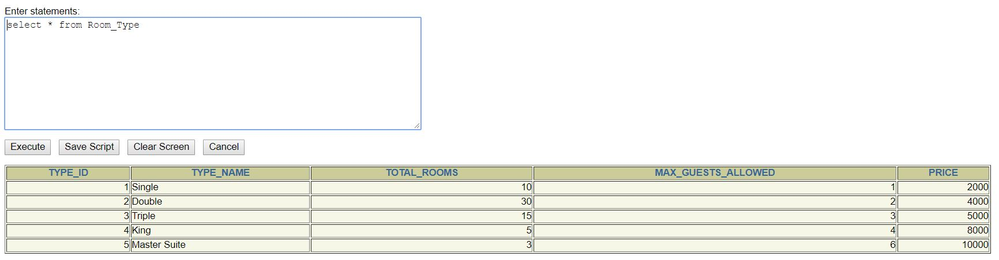 Enter statements:
select * from Room_Type
Execute Save Script Clear Screen Cancel
TYPE_ID TYPE_NAME TOTAL_ROOMS MAX_GUESTS_ALLOWED PRICE
1 Single 10 1 2000
2 Double 30 2 4000
3 Triple 15 3 5000
4 King 5 4 8000
5 Master Suite 3 6 10000